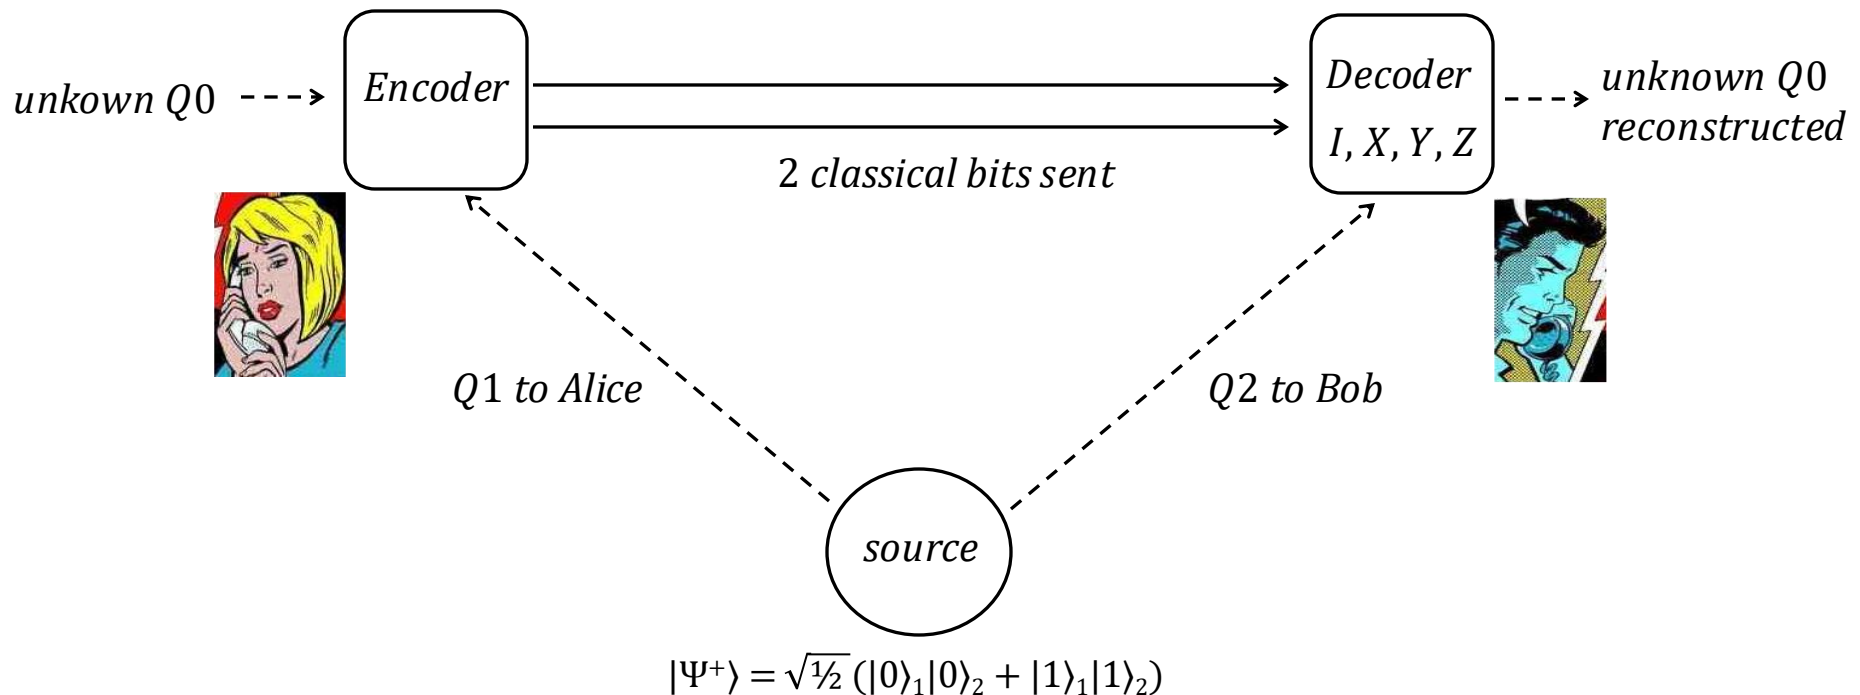 unkown Q0
Encoder
Decoder
I, X, Y, Z
unknown Q0
reconstructed
2 classical bits sent
Q1 to Alice
Q2 to Bob
source
|Ψ⁺⟩ = √½ (|0⟩₁|0⟩₂ + |1⟩₁|1⟩₂)